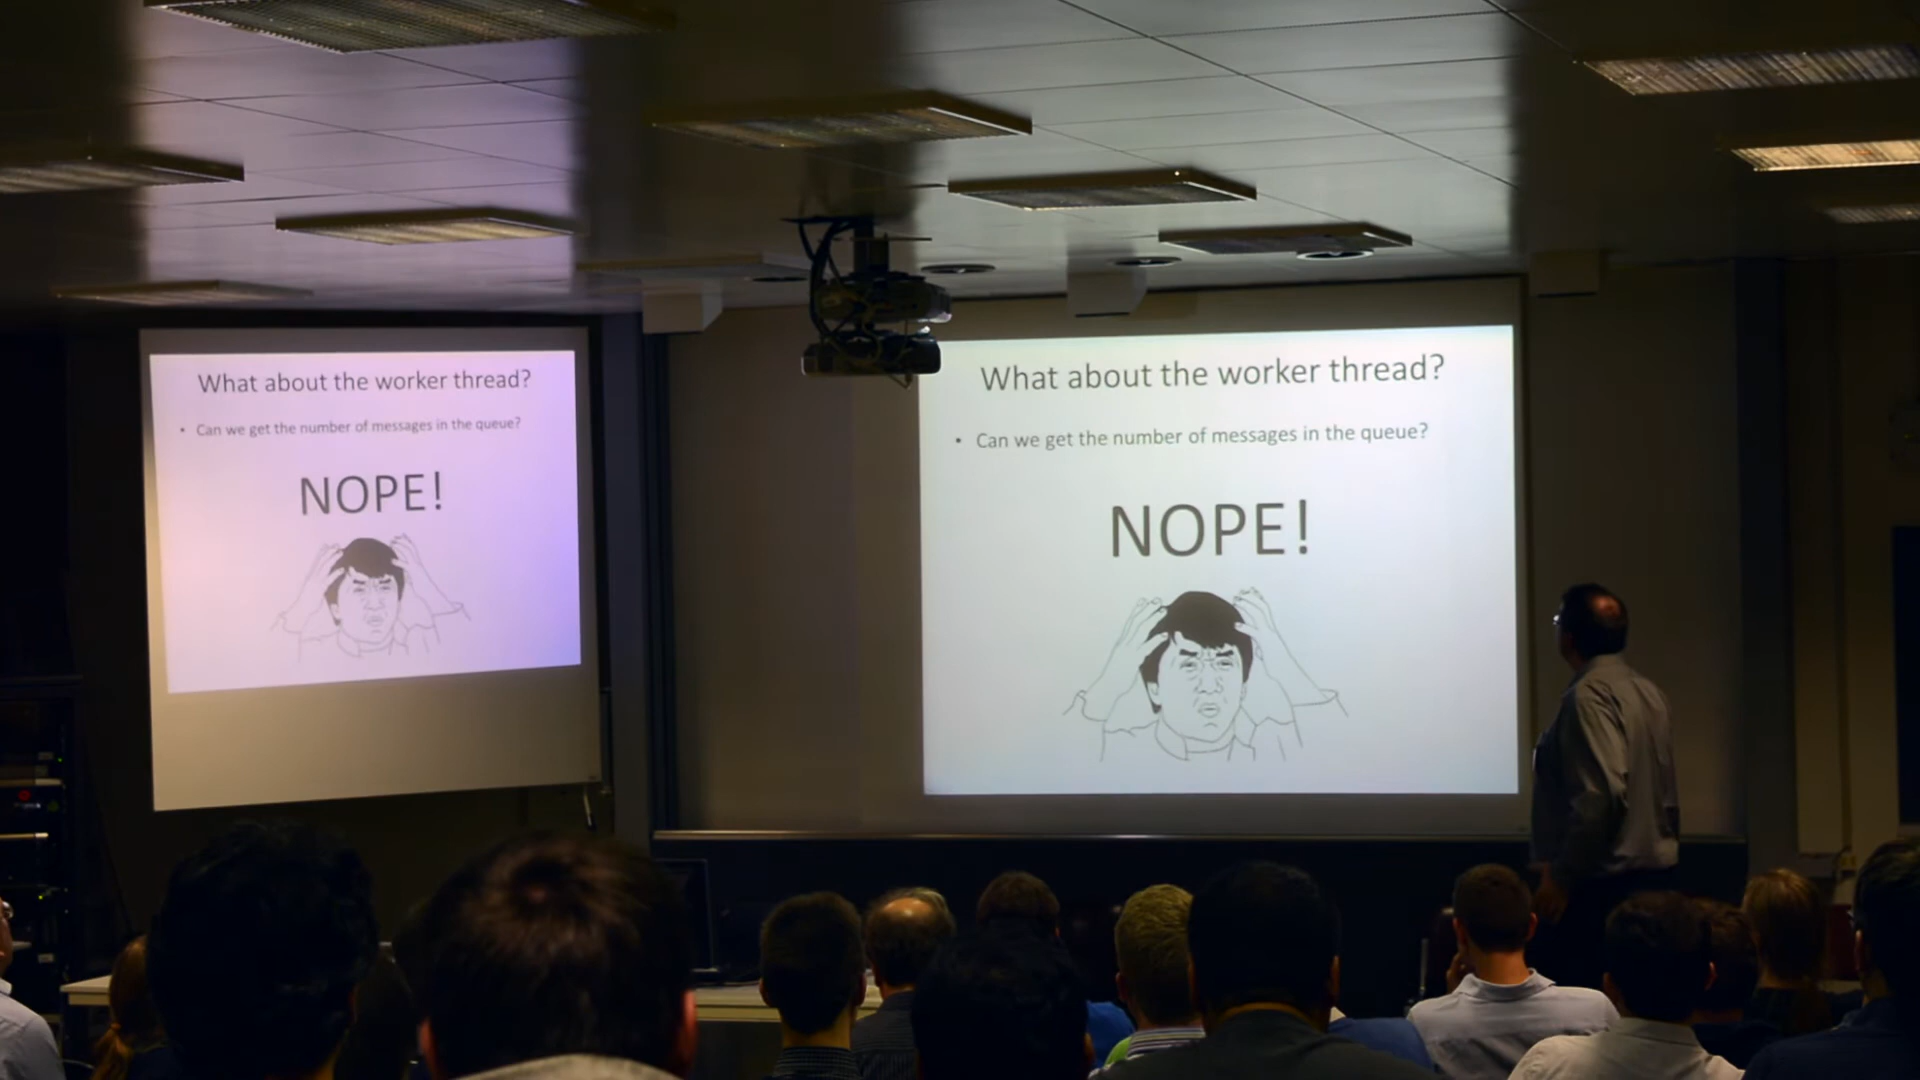 What about the worker thread?
• Can we get the number of messages in the queue?
NOPE!
What about the worker thread?
• Can we get the number of messages in the queue?
NOPE!